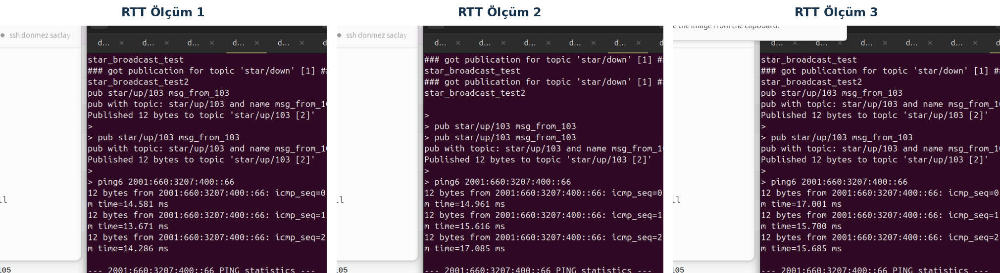 RTT Ölçüm 1
ssh donmez saclay
d... × d... × d... × d... × d... × d
star_broadcast_test
### got publication for topic 'star/down' [1] ##
star_broadcast_test2
pub star/up/103 msg_from_103
pub with topic: star/up/103 and name msg_from_10
Published 12 bytes to topic 'star/up/103 [2]'
>
> pub star/up/103 msg_from_103
pub with topic: star/up/103 and name msg_from_10
Published 12 bytes to topic 'star/up/103 [2]'
>
> ping6 2001:660:3207:400::66
12 bytes from 2001:660:3207:400::66: icmp_seq=0
ll
m time=14.581 ms
12 bytes from 2001:660:3207:400::66: icmp_seq=1
m time=13.671 ms
12 bytes from 2001:660:3207:400::66: icmp_seq=2
m time=14.286 ms
105
--- 2001:660:3207:400::66 PING statistics ---
RTT Ölçüm 2
ssh donmez saclay
d... × d... × d... × d... × d... × d
### got publication for topic 'star/down' [1] ##
star_broadcast_test
### got publication for topic 'star/down' [1] ##
star_broadcast_test2
>
> pub star/up/103 msg_from_103
> pub star/up/103 msg_from_103
pub with topic: star/up/103 and name msg_from_10
Published 12 bytes to topic 'star/up/103 [2]'
>
> ping6 2001:660:3207:400::66
12 bytes from 2001:660:3207:400::66: icmp_seq=0
ll
m time=14.961 ms
12 bytes from 2001:660:3207:400::66: icmp_seq=1
m time=15.616 ms
12 bytes from 2001:660:3207:400::66: icmp_seq=2
m time=17.085 ms
105
--- 2001:660:3207:400::66 PING statistics ---
RTT Ölçüm 3
e the image from the clipboard.
d... × d... × d... × d... × d... × d
star_broadcast_test
### got publication for topic 'star/down' [1] ##
star_broadcast_test2
pub star/up/103 msg_from_103
pub with topic: star/up/103 and name msg_from_10
Published 12 bytes to topic 'star/up/103 [2]'
>
> pub star/up/103 msg_from_103
pub with topic: star/up/103 and name msg_from_10
Published 12 bytes to topic 'star/up/103 [2]'
>
> ping6 2001:660:3207:400::66
12 bytes from 2001:660:3207:400::66: icmp_seq=0
ll
m time=17.001 ms
12 bytes from 2001:660:3207:400::66: icmp_seq=1
m time=15.700 ms
12 bytes from 2001:660:3207:400::66: icmp_seq=2
m time=15.685 ms
105
--- 2001:660:3207:400::66 PING statistics ---